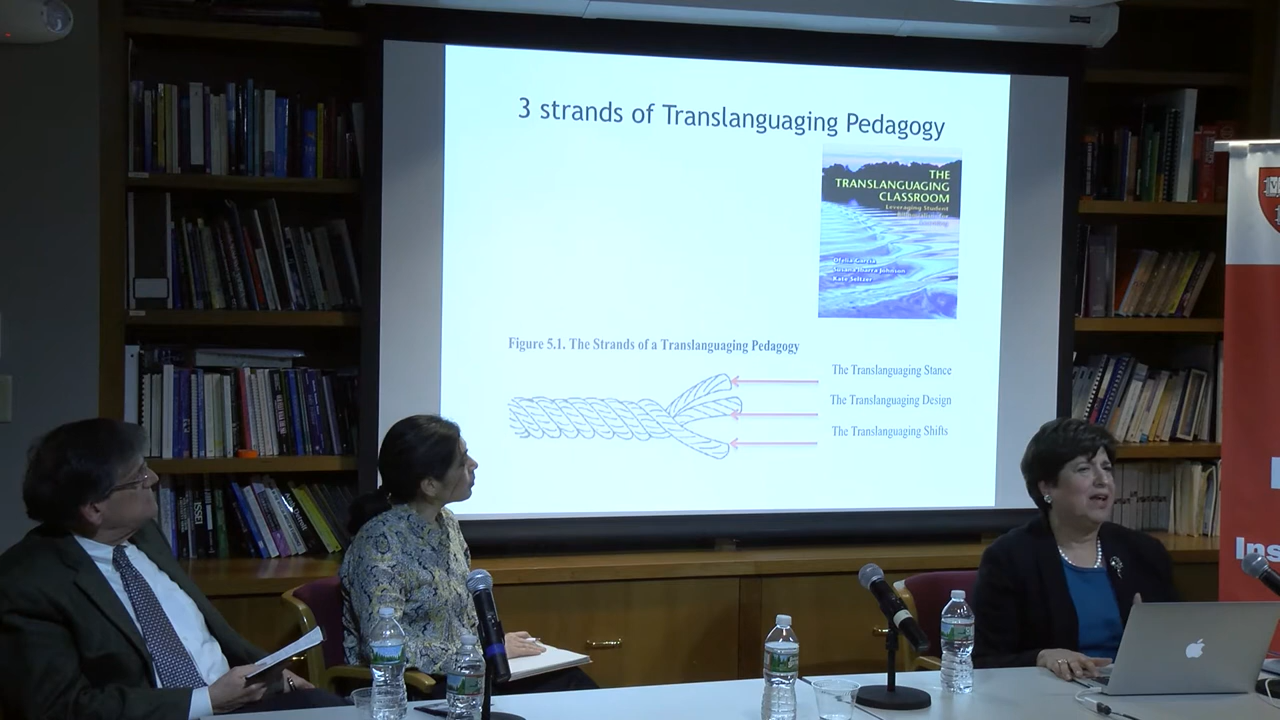 3 strands of Translanguaging Pedagogy
THE
TRANSLANGUAGING
CLASSROOM
Leveraging Student
Ofelia García
Susana Ibarra Johnson
Kate Seltzer
Figure 5.1. The Strands of a Translanguaging Pedagogy
The Translanguaging Stance
The Translanguaging Design
The Translanguaging Shifts
Ins